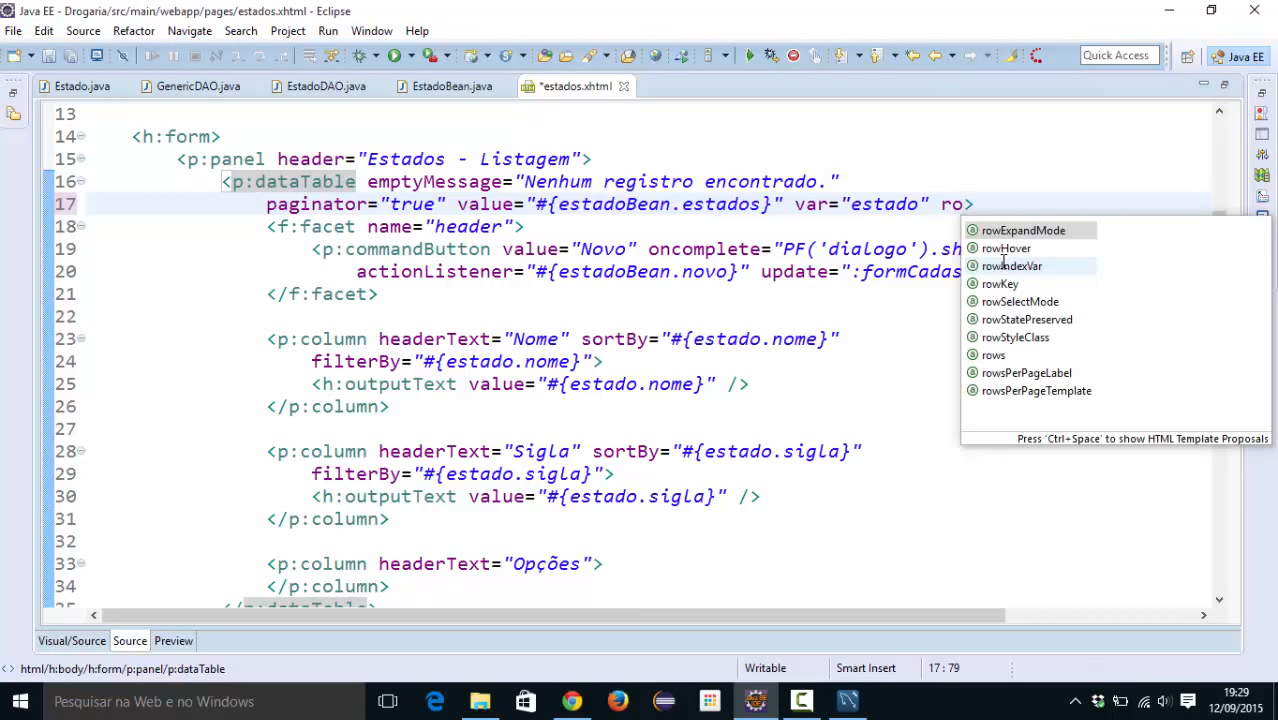 Java EE - Drogaria/src/main/webapp/pages/estados.xhtml - Eclipse
File Edit Source Refactor Navigate Search Project Run Window Help
Quick Access Java EE
Estado.java GenericDAO.java EstadoDAO.java EstadoBean.java *estados.xhtml
13
14 <h:form>
15 <p:panel header="Estados - Listagem">
16 <p:dataTable emptyMessage="Nenhum registro encontrado."
17 paginator="true" value="#{estadoBean.estados}" var="estado" ro>
18 <f:facet name="header">
19 <p:commandButton value="Novo" oncomplete="PF('dialogo').sh
20 actionListener="#{estadoBean.novo}" update=":formCadas
21 </f:facet>
22
23 <p:column headerText="Nome" sortBy="#{estado.nome}"
24 filterBy="#{estado.nome}">
25 <h:outputText value="#{estado.nome}" />
26 </p:column>
27
28 <p:column headerText="Sigla" sortBy="#{estado.sigla}"
29 filterBy="#{estado.sigla}">
30 <h:outputText value="#{estado.sigla}" />
31 </p:column>
32
33 <p:column headerText="Opções">
34 </p:column>
35 </p:dataTable>
rowExpandMode
rowHover
rowIndexVar
rowKey
rowSelectMode
rowStatePreserved
rowStyleClass
rows
rowsPerPageLabel
rowsPerPageTemplate
Press 'Ctrl+Space' to show HTML Template Proposals
Visual/Source Source Preview
html/h:body/h:form/p:panel/p:dataTable Writable Smart Insert 17 : 79
Pesquisar na Web e no Windows
19:29
12/09/2015